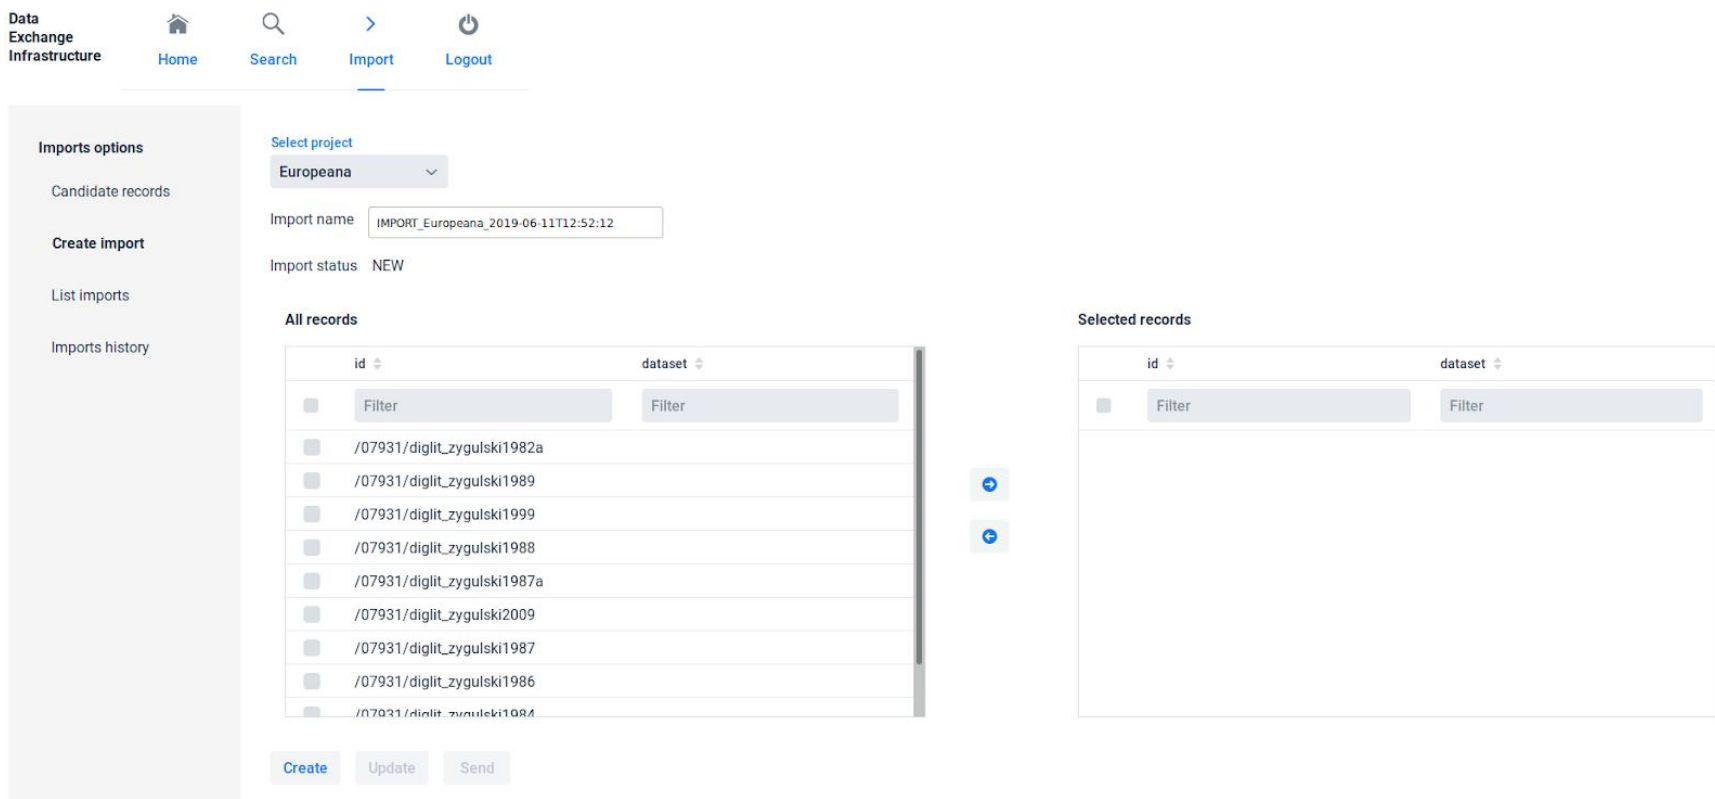 Data
Exchange
Infrastructure
Home
Search
Import
Logout
Imports options
Candidate records
Create import
List imports
Imports history
Select project
Europeana
Import name IMPORT_Europeana_2019-06-11T12:52:12
Import status NEW
All records
id dataset
Filter Filter
/07931/diglit_zygulski1982a
/07931/diglit_zygulski1989
/07931/diglit_zygulski1999
/07931/diglit_zygulski1988
/07931/diglit_zygulski1987a
/07931/diglit_zygulski2009
/07931/diglit_zygulski1987
/07931/diglit_zygulski1986
/07931/diglit_zygulski1984
Selected records
id dataset
Filter Filter
Create Update Send